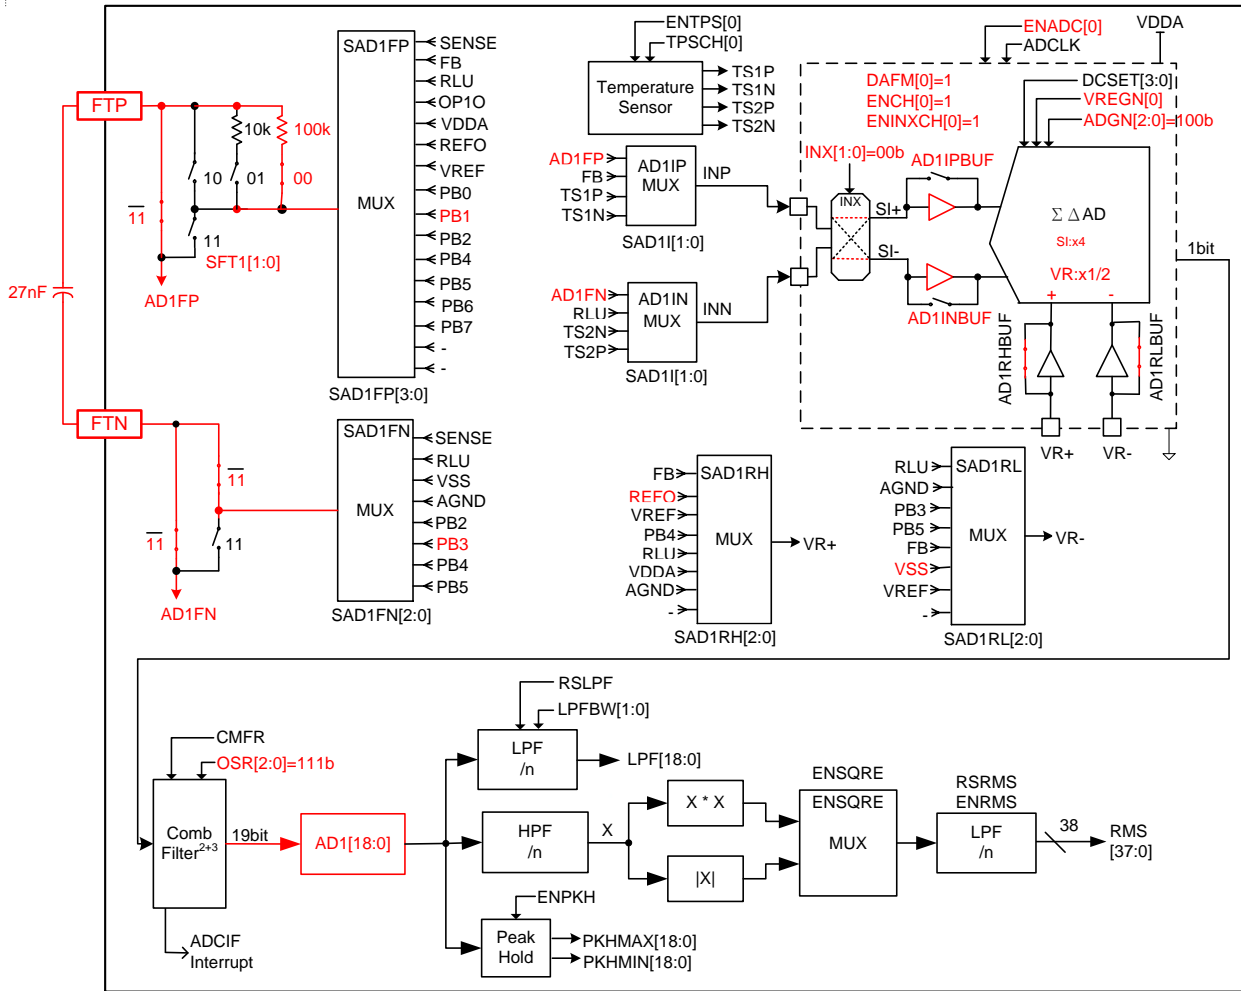 FTP
27nF
FTN
11
AD1FP
10k
100k
10
01
00
11
SFT1[1:0]
SAD1FP
MUX
SENSE
FB
RLU
OP1O
VDDA
REFO
VREF
PB0
PB1
PB2
PB4
PB5
PB6
PB7
-
-
SAD1FP[3:0]
11
11
11
AD1FN
SAD1FN
MUX
SENSE
RLU
VSS
AGND
PB2
PB3
PB4
PB5
SAD1FN[2:0]
ENTPS[0]
TPSCH[0]
Temperature
Sensor
TS1P
TS1N
TS2P
TS2N
AD1FP
FB
TS1P
TS1N
AD1IP
MUX
INP
SAD1I[1:0]
AD1FN
RLU
TS2N
TS2P
AD1IN
MUX
INN
SAD1I[1:0]
ENADC[0]
ADCLK
VDDA
DAFM[0]=1
ENCH[0]=1
ENINXCH[0]=1
DCSET[3:0]
VREGN[0]
ADGN[2:0]=100b
INX[1:0]=00b
INX
AD1IPBUF
SI+
SI-
AD1INBUF
Σ ΔAD
SI:x4
VR:x1/2
+
-
1bit
AD1RHBUF
AD1RLBUF
VR+
VR-
FB
REFO
VREF
PB4
RLU
VDDA
AGND
-
SAD1RH
MUX
VR+
SAD1RH[2:0]
RLU
AGND
PB3
PB5
FB
VSS
VREF
-
SAD1RL
MUX
VR-
SAD1RL[2:0]
CMFR
OSR[2:0]=111b
Comb
Filter2+3
19bit
ADCIF
Interrupt
AD1[18:0]
RSLPF
LPFBW[1:0]
LPF
/n
LPF[18:0]
HPF
/n
X
X * X
|X|
ENPKH
Peak
Hold
PKHMAX[18:0]
PKHMIN[18:0]
ENSQRE
ENSQRE
MUX
RSRMS
ENRMS
LPF
/n
38
RMS
[37:0]